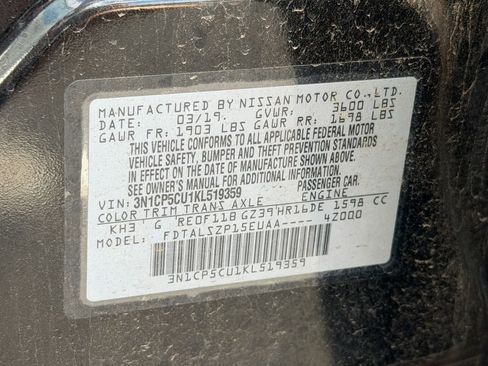 MANUFACTURED BY NISSAN MOTOR CO.,LTD.
DATE: 03/19. GVWR: 3600 LBS
GAWR FR: 1903 LBS GAWR RR: 1698 LBS
THIS VEHICLE CONFORMS TO ALL APPLICABLE FEDERAL MOTOR
VEHICLE SAFETY, BUMPER AND THEFT PREVENTION STANDARDS
IN EFFECT ON THE DATE OF MANUFACTURE SHOWN ABOVE.
SEE OWNER'S MANUAL FOR ADDITIONAL INFORMATION.
VIN: 3N1CP5CU1KL519359 PASSENGER CAR.
COLOR TRIM TRANS AXLE ENGINE
KH3 G RE0F11B GZ39 HR16DE 1598 CC
MODEL: FDTALSZP15EUAA---- 4Z000
3N1CP5CU1KL519359